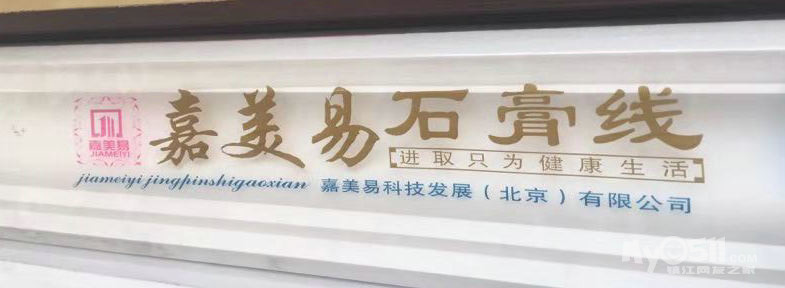 嘉美易
JIAMEIYI
嘉美易石膏线
进取只为健康生活
jiameiyi jingpinshigaoxian 嘉美易科技发展（北京）有限公司